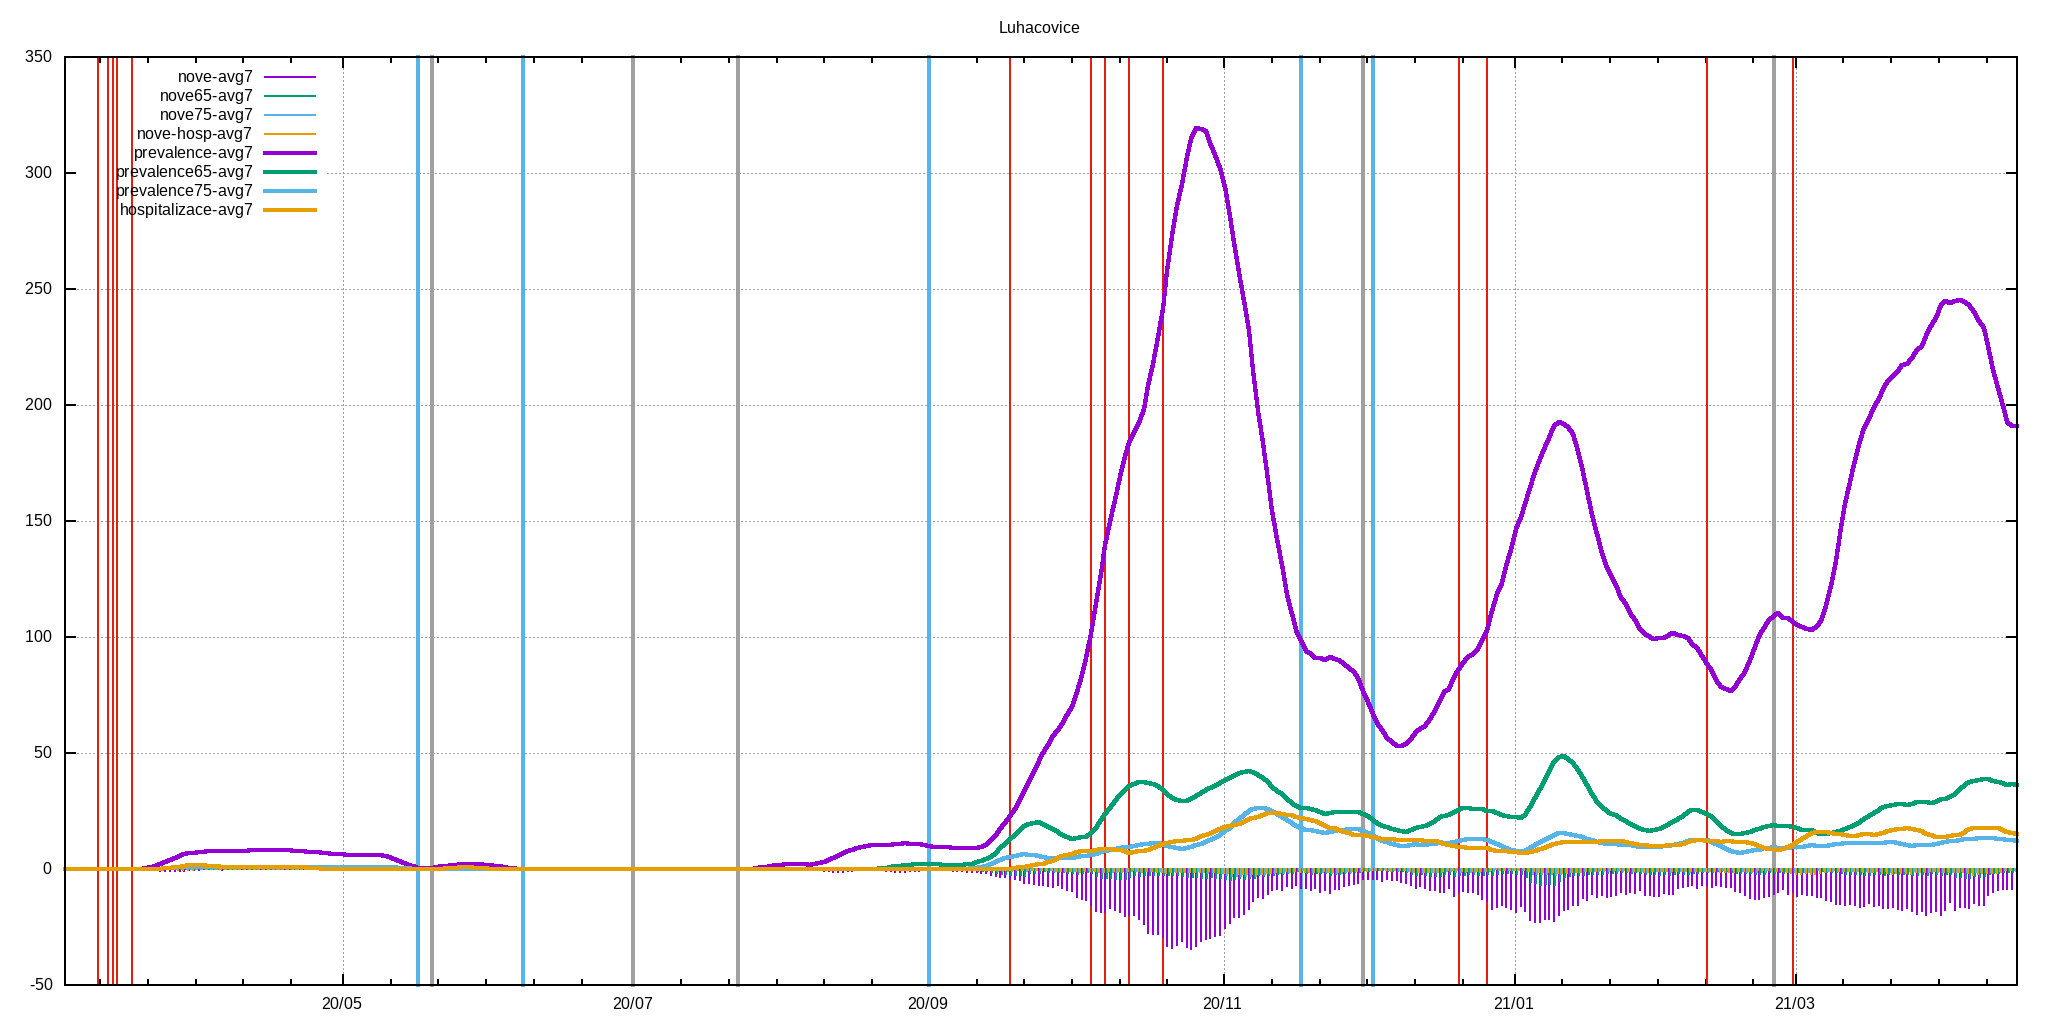 Luhacovice
350
300
250
200
150
100
50
0
-50
nove-avg7
nove65-avg7
nove75-avg7
nove-hosp-avg7
prevalence-avg7
prevalence65-avg7
prevalence75-avg7
hospitalizace-avg7
20/05
20/07
20/09
20/11
21/01
21/03